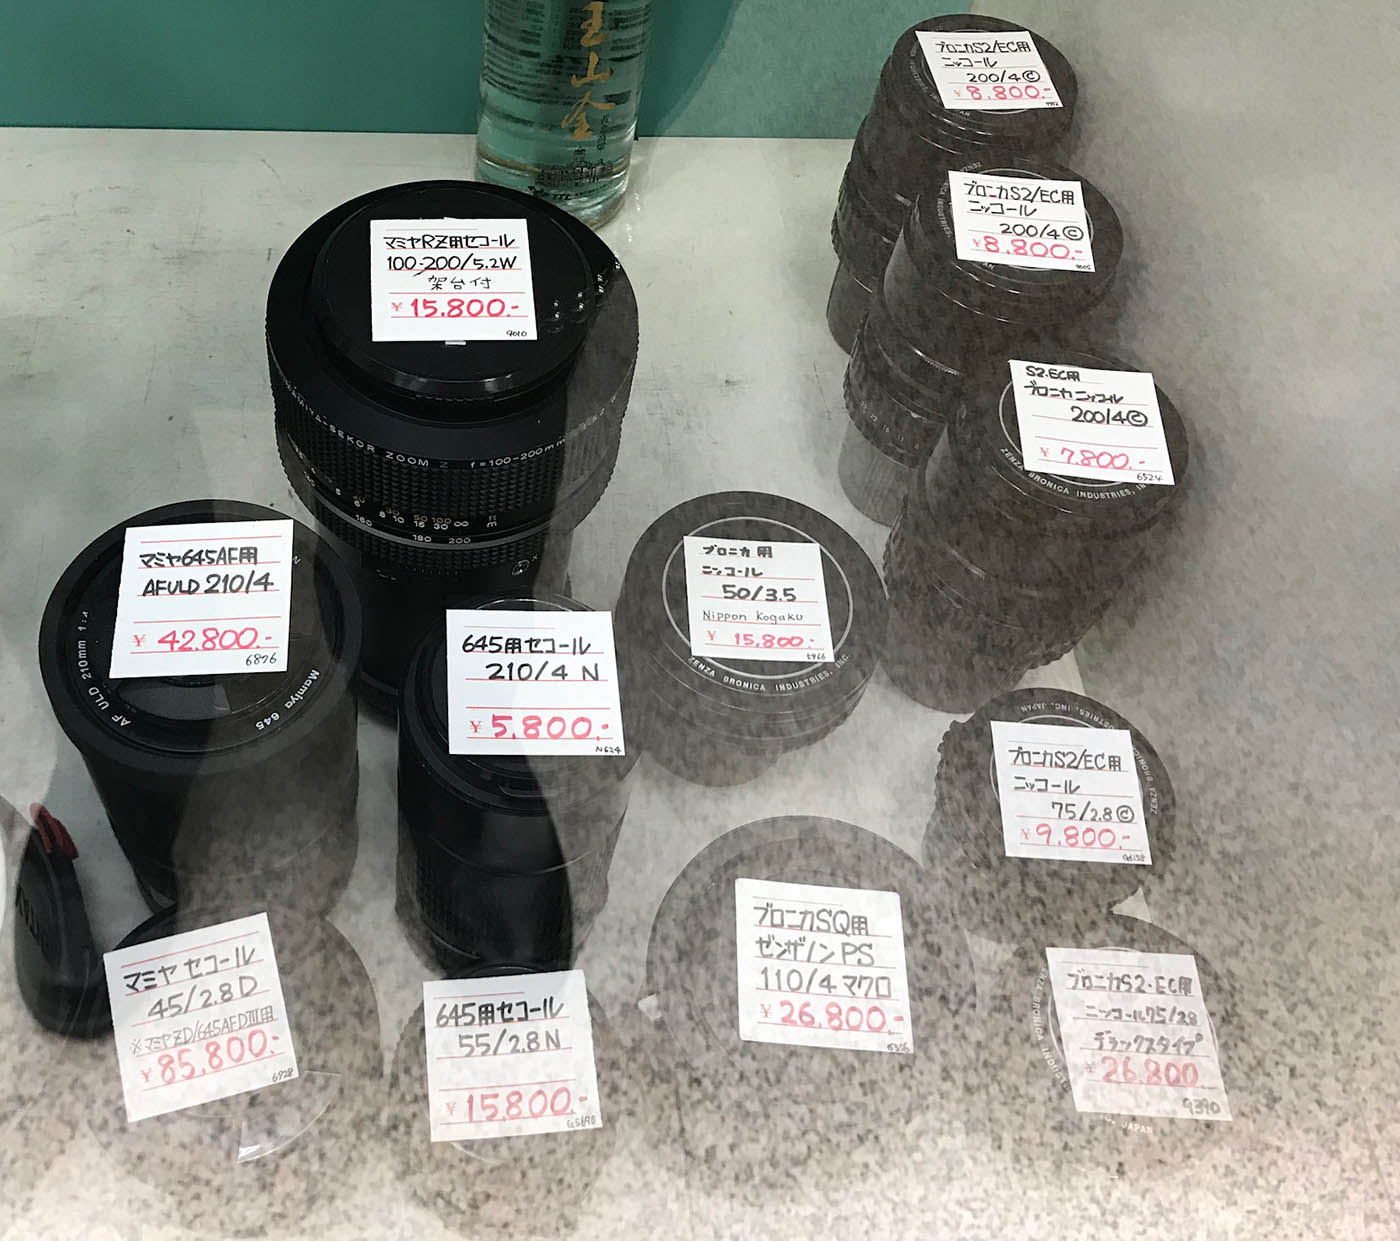 玉山金
ブロニカS2/EC用
ニッコール
200/4Ⓒ
¥8.800.-
ブロニカS2/EC用
ニッコール
200/4Ⓒ
¥8.800.-
マミヤRZ用セコール
100-200/5.2W
架台付
¥15.800.-
9010
MAMIYA-SEKOR ZOOM Z f=100-200mm
S2.EC用
ブロニカ ニッコール
200/4Ⓒ
¥7.800.-
6524
ZENZA BRONICA INDUSTRIES, IN
マミヤ645AF用
AFULD 210/4
¥42.800.-
6876
AF ULD 210mm 1:4
Mamiya 645
645用セコール
210/4 N
¥5,800.-
N624
ブロニカ用
ニッコール
50/3.5
Nippon Kogaku
¥15,800.-
ZENZA BRONICA INDUSTRIES, INC.
ブロニカS2/EC用
ニッコール
75/2.8Ⓒ
¥9.800.-
マミヤ セコール
45/2.8D
※マミヤZD/645AFDⅢ用
¥85,800.-
6928
645用セコール
55/2.8N
¥15.800.-
ブロニカSQ用
ゼンザノンPS
110/4マクロ
¥26,800.-
ブロニカS2・EC用
ニッコール75/2.8
デラックスタイプ
¥26.800
9390
JAPAN